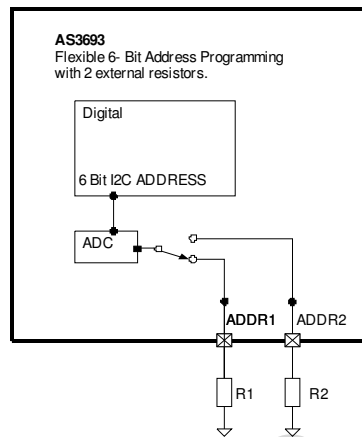 AS3693
Flexible 6- Bit Address Programming
with 2 external resistors.
Digital
6 Bit I2C ADDRESS
ADC
ADDR1 ADDR2
R1 R2